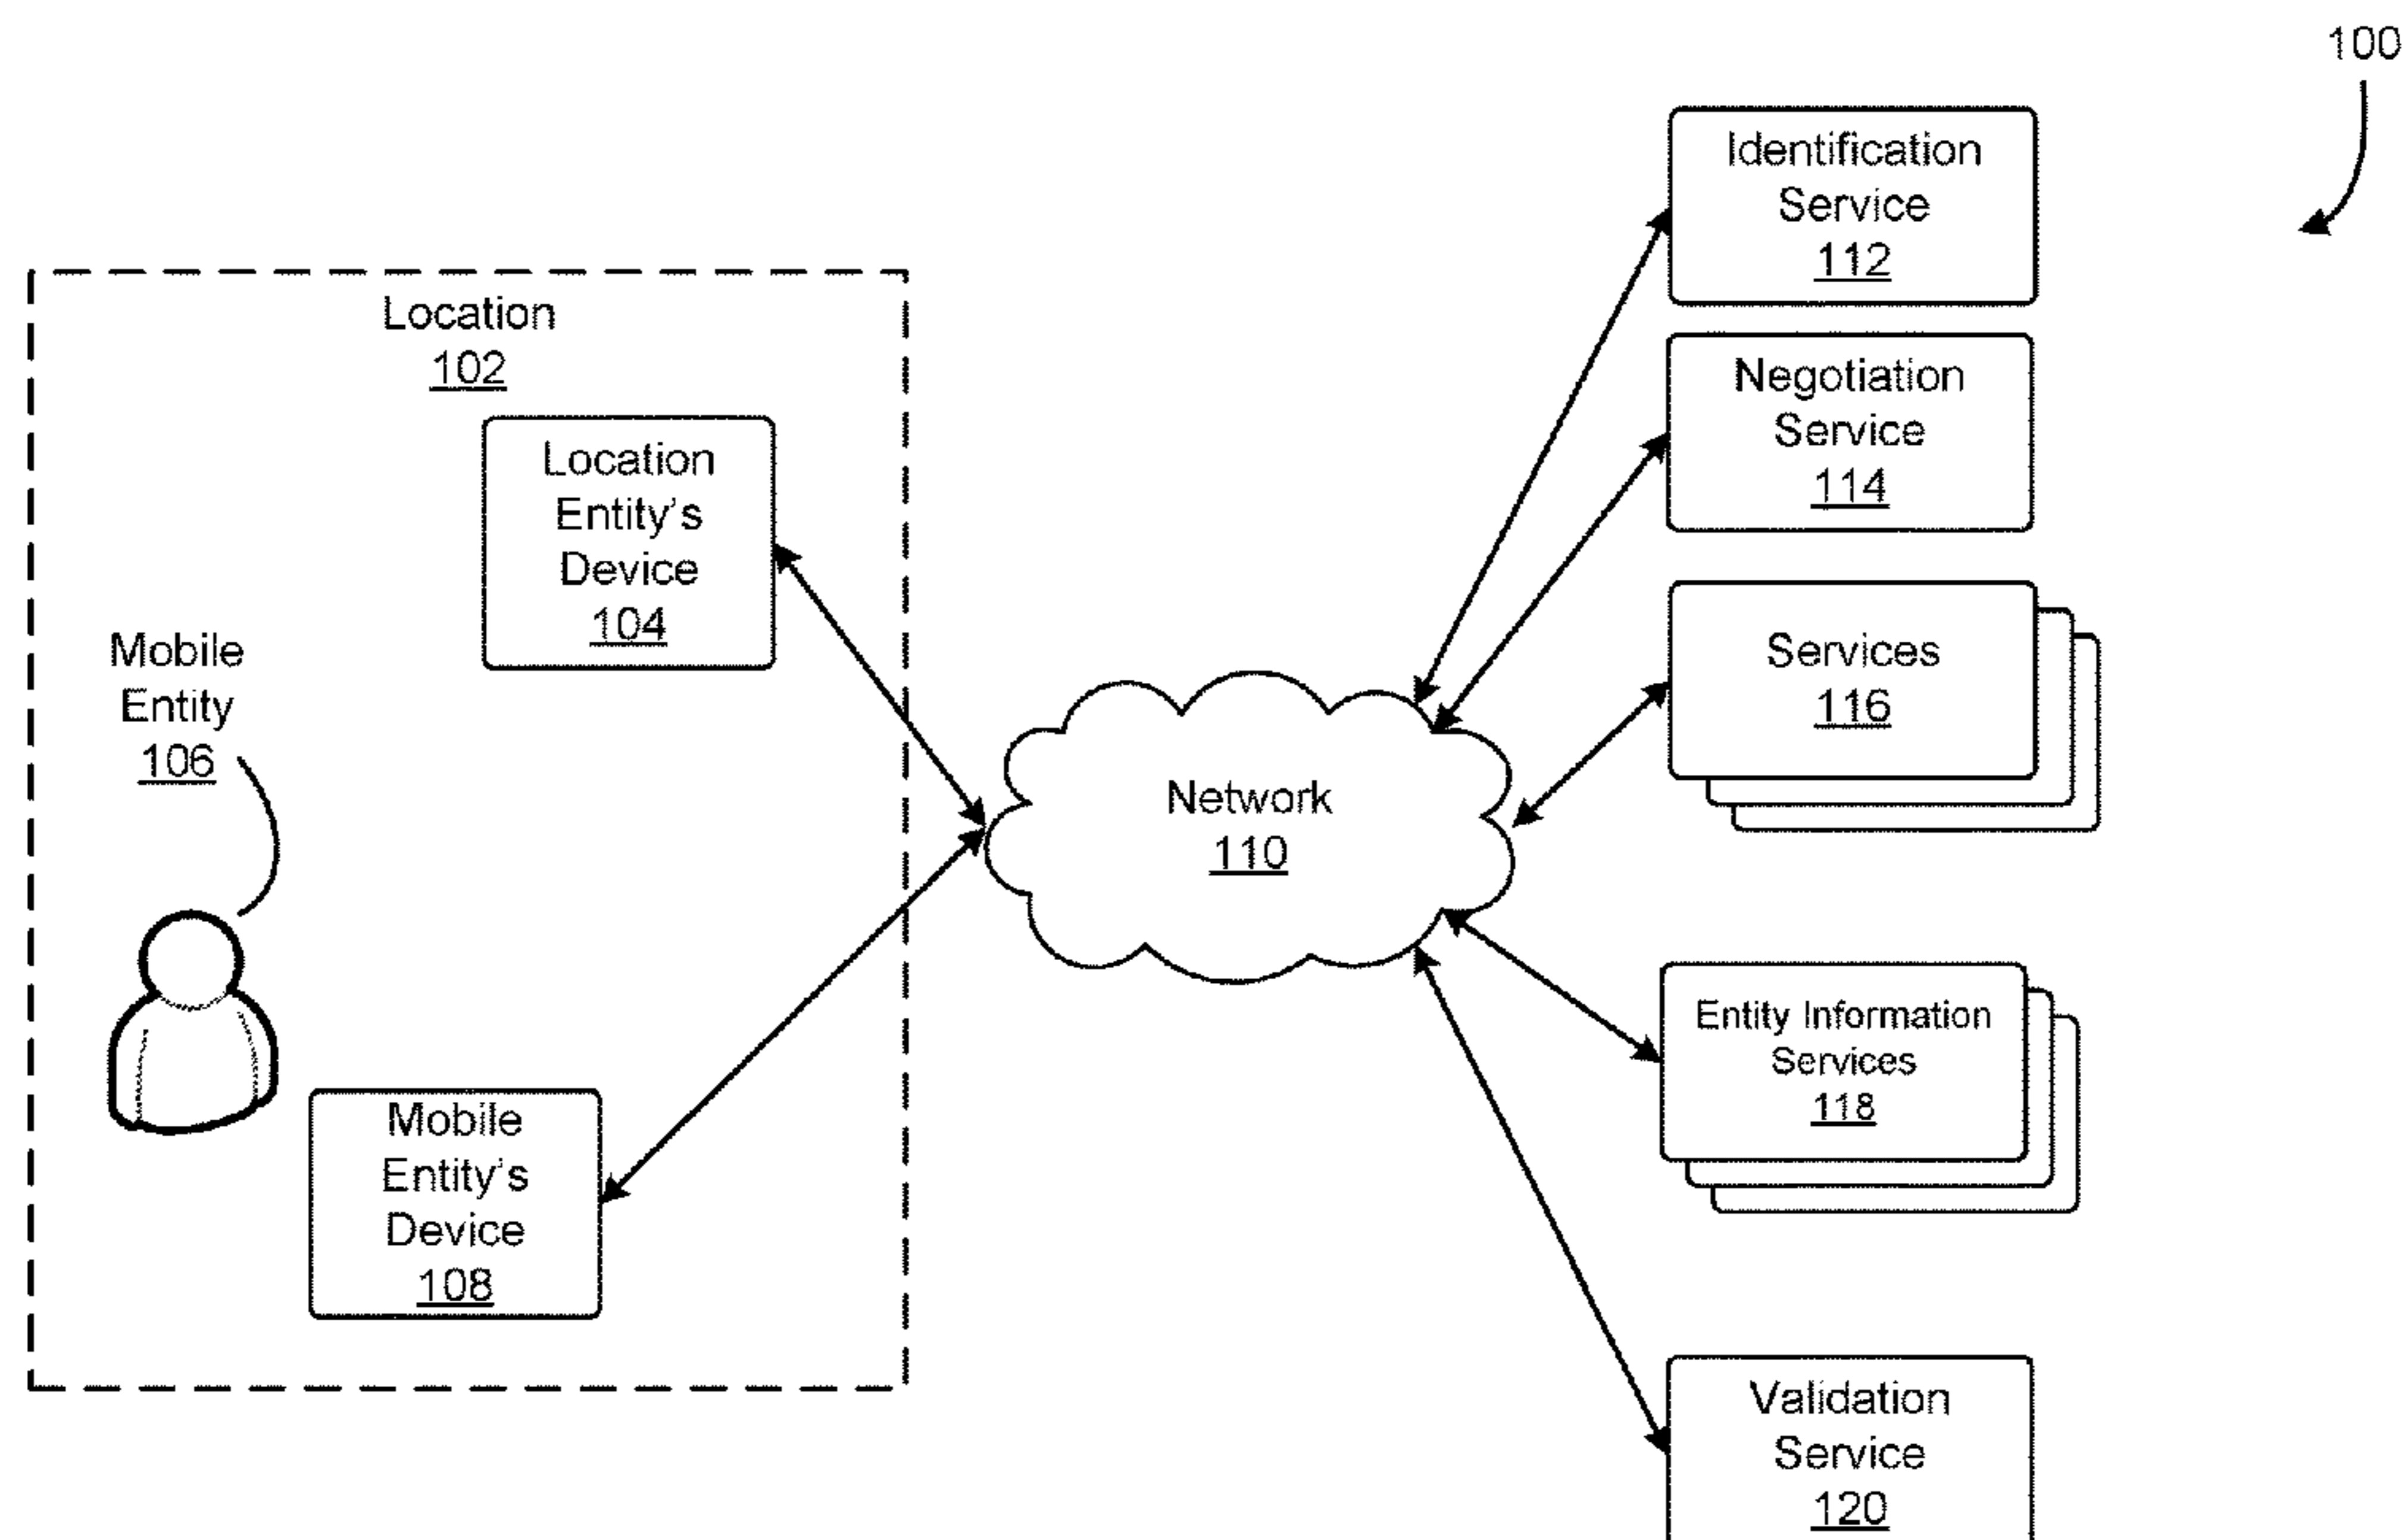 100
Identification
Service
112
Negotiation
Service
114
Location
102
Location
Entity's
Device
104
Services
116
Mobile
Entity
106
Network
110
Entity Information
Services
118
Mobile
Entity's
Device
108
Validation
Service
120